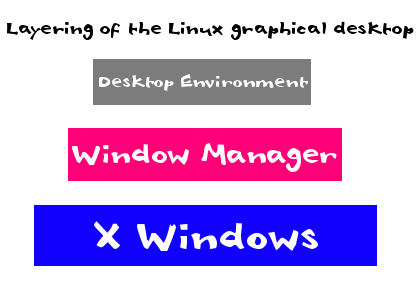 Layering of the Linux graphical desktop
Desktop Environment
Window Manager
X Windows